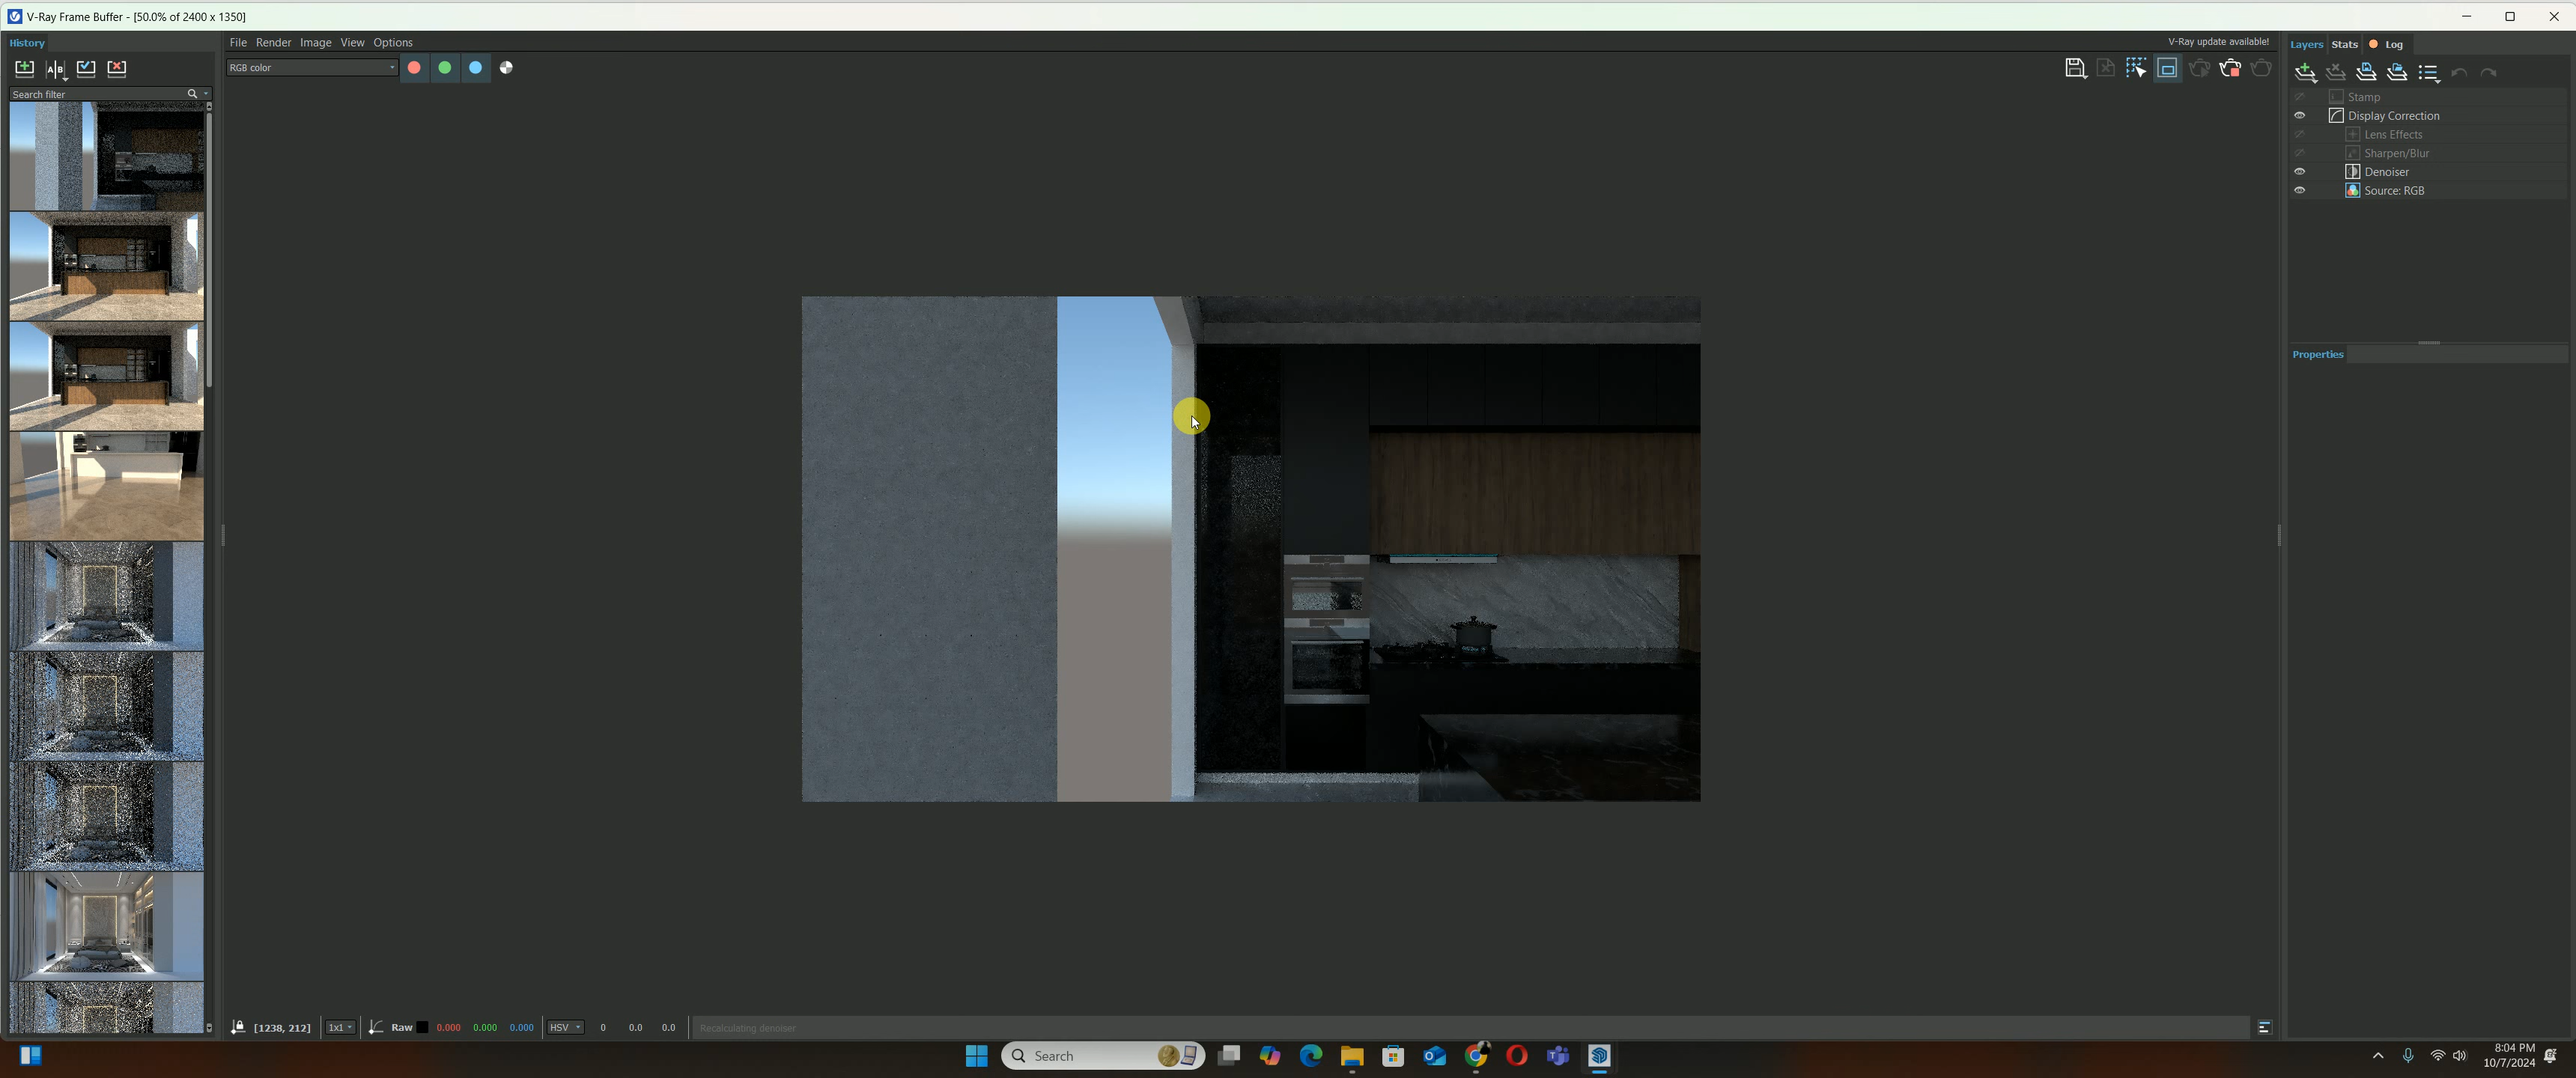 V-Ray Frame Buffer - [50.0% of 2400 x 1350]
History
File Render Image View Options
V-Ray update available!
Layers Stats Log
RGB color
Search filter
Stamp
Display Correction
Lens Effects
Sharpen/Blur
Denoiser
Source: RGB
Properties
[1238, 212] 1x1 Raw 0.000 0.000 0.000 HSV 0 0.0 0.0 Recalculating denoiser
Search
8:04 PM
10/7/2024